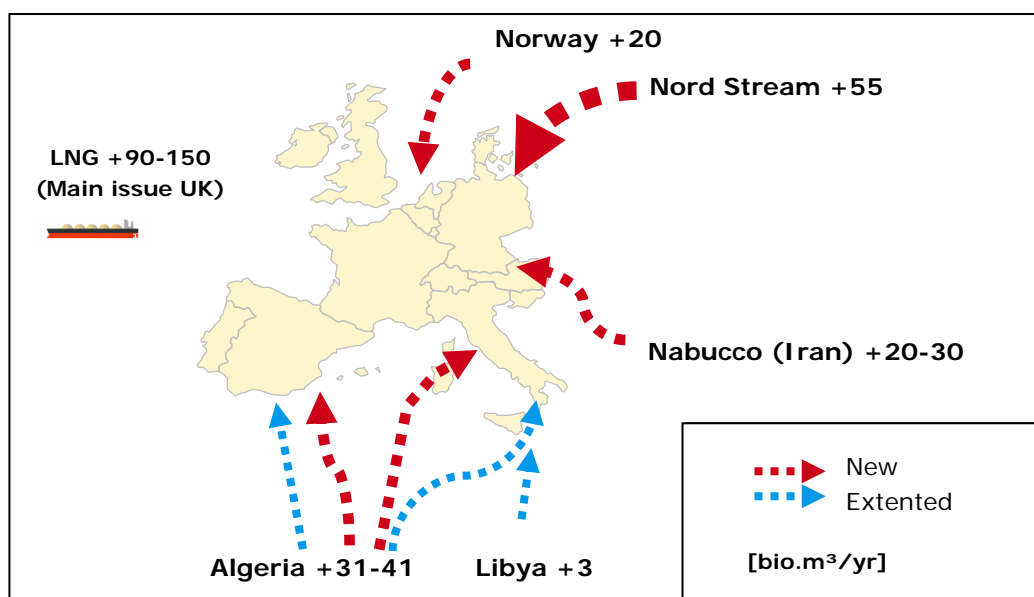 Norway +20
Nord Stream +55
LNG +90-150
(Main issue UK)
Nabucco (Iran) +20-30
Algeria +31-41
Libya +3
New
Extented
[bio.m³/yr]